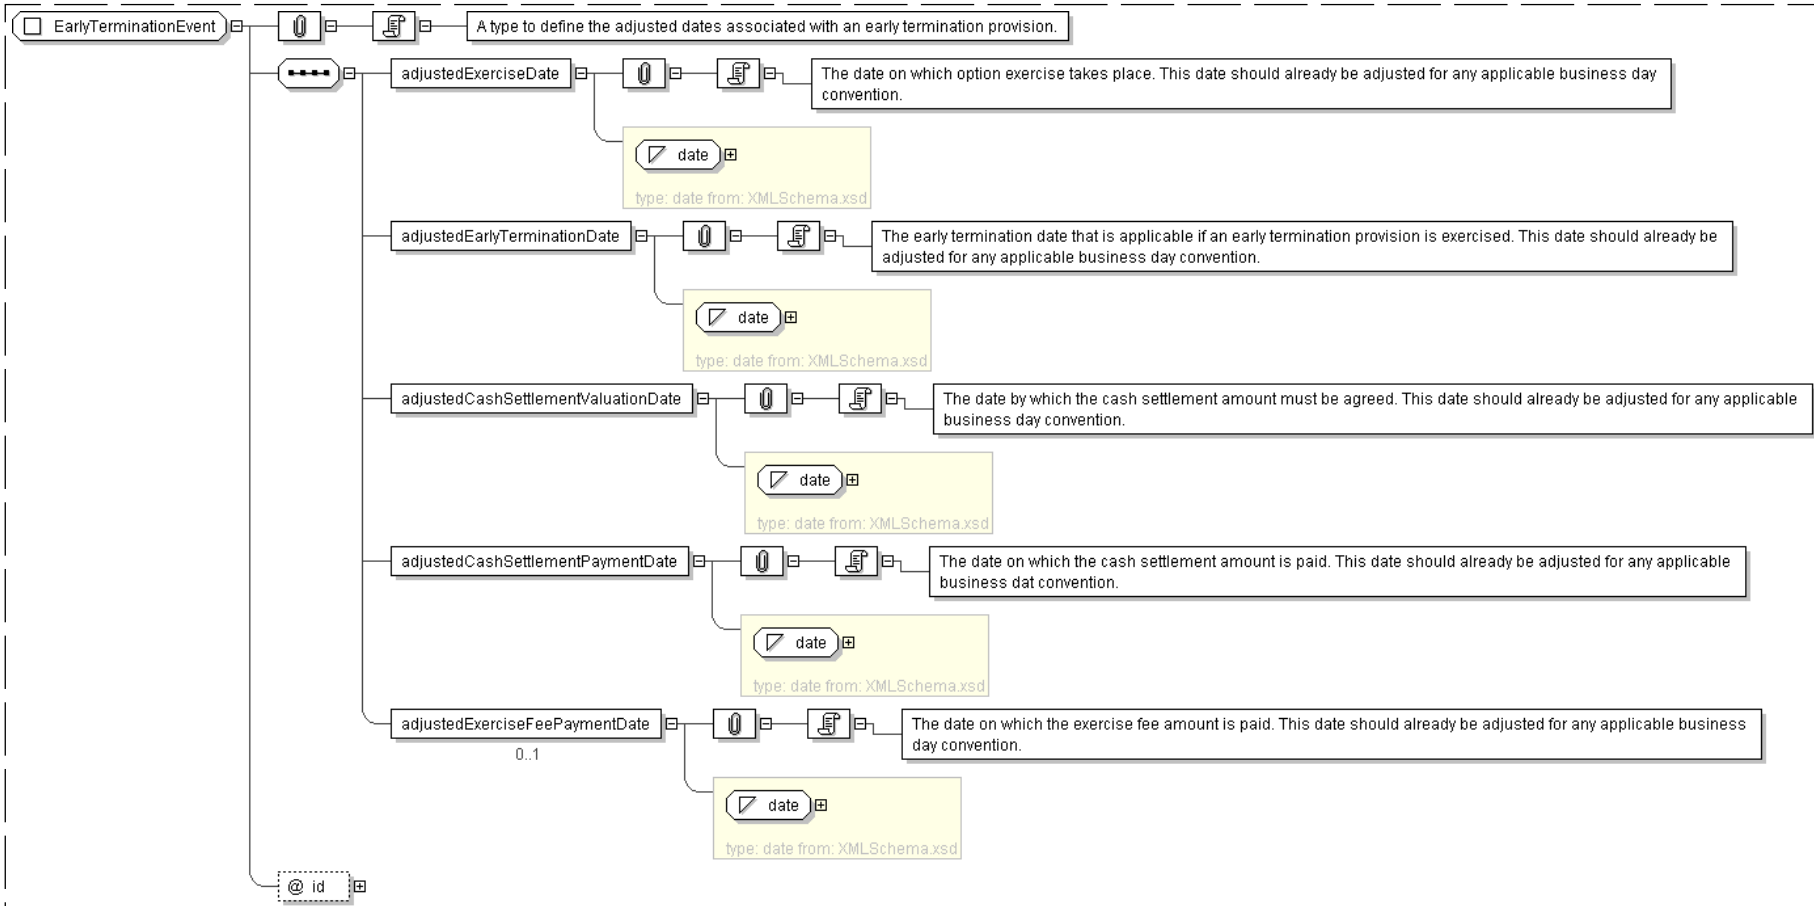 EarlyTerminationEvent
A type to define the adjusted dates associated with an early termination provision.
adjustedExerciseDate
The date on which option exercise takes place. This date should already be adjusted for any applicable business day
convention.
date
type: date from: XMLSchema.xsd
adjustedEarlyTerminationDate
The early termination date that is applicable if an early termination provision is exercised. This date should already be
adjusted for any applicable business day convention.
date
type: date from: XMLSchema.xsd
adjustedCashSettlementValuationDate
The date by which the cash settlement amount must be agreed. This date should already be adjusted for any applicable
business day convention.
date
type: date from: XMLSchema.xsd
adjustedCashSettlementPaymentDate
The date on which the cash settlement amount is paid. This date should already be adjusted for any applicable
business dat convention.
date
type: date from: XMLSchema.xsd
adjustedExerciseFeePaymentDate
0..1
The date on which the exercise fee amount is paid. This date should already be adjusted for any applicable business
day convention.
date
type: date from: XMLSchema.xsd
@ id